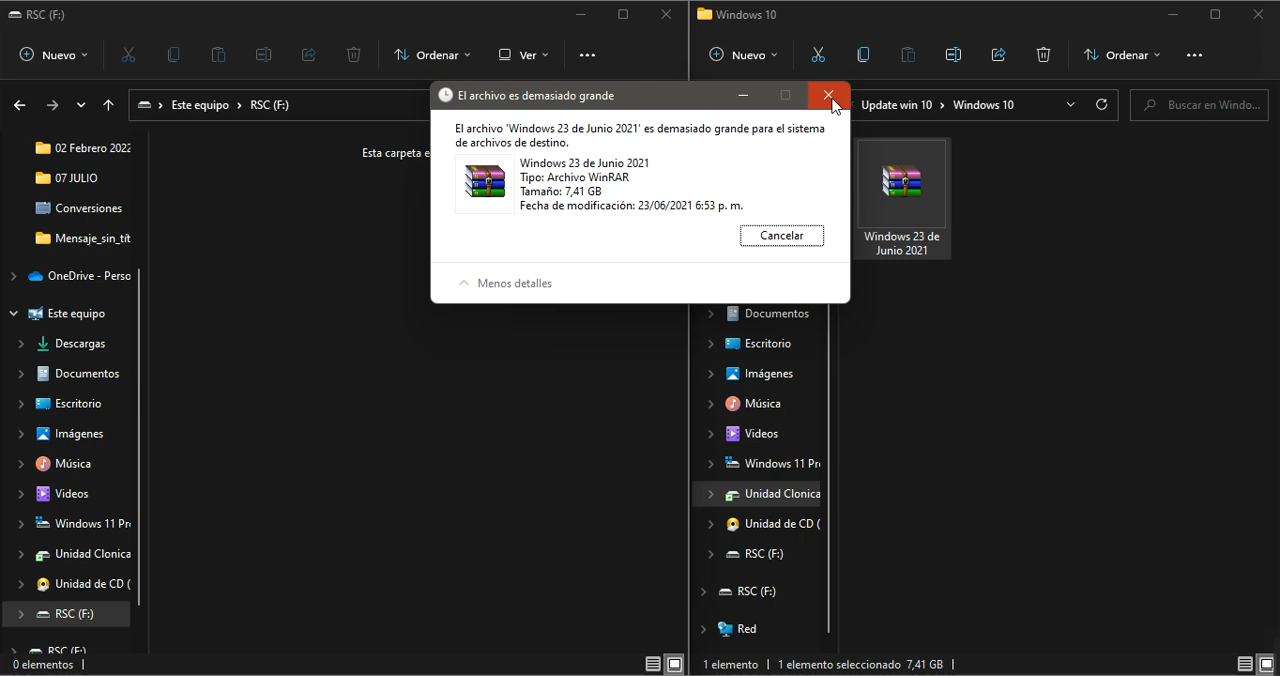 RSC (F:)
Nuevo
Ordenar
Ver
Este equipo > RSC (F:)
Esta carpeta e
02 Febrero 2022
07 JULIO
Conversiones
Mensaje_sin_tít
OneDrive - Perso
Este equipo
Descargas
Documentos
Escritorio
Imágenes
Música
Videos
Windows 11 Pr
Unidad Clonica
Unidad de CD (
RSC (F:)
RSC (F:)
0 elementos
El archivo es demasiado grande
El archivo 'Windows 23 de Junio 2021' es demasiado grande para el sistema
de archivos de destino.
Windows 23 de Junio 2021
Tipo: Archivo WinRAR
Tamaño: 7,41 GB
Fecha de modificación: 23/06/2021 6:53 p. m.
Cancelar
Menos detalles
Windows 10
Nuevo
Ordenar
Update win 10 > Windows 10
Buscar en Windo...
Windows 23 de
Junio 2021
Documentos
Escritorio
Imágenes
Música
Videos
Windows 11 Pr
Unidad Clonica
Unidad de CD (
RSC (F:)
RSC (F:)
Red
1 elemento
1 elemento seleccionado 7,41 GB